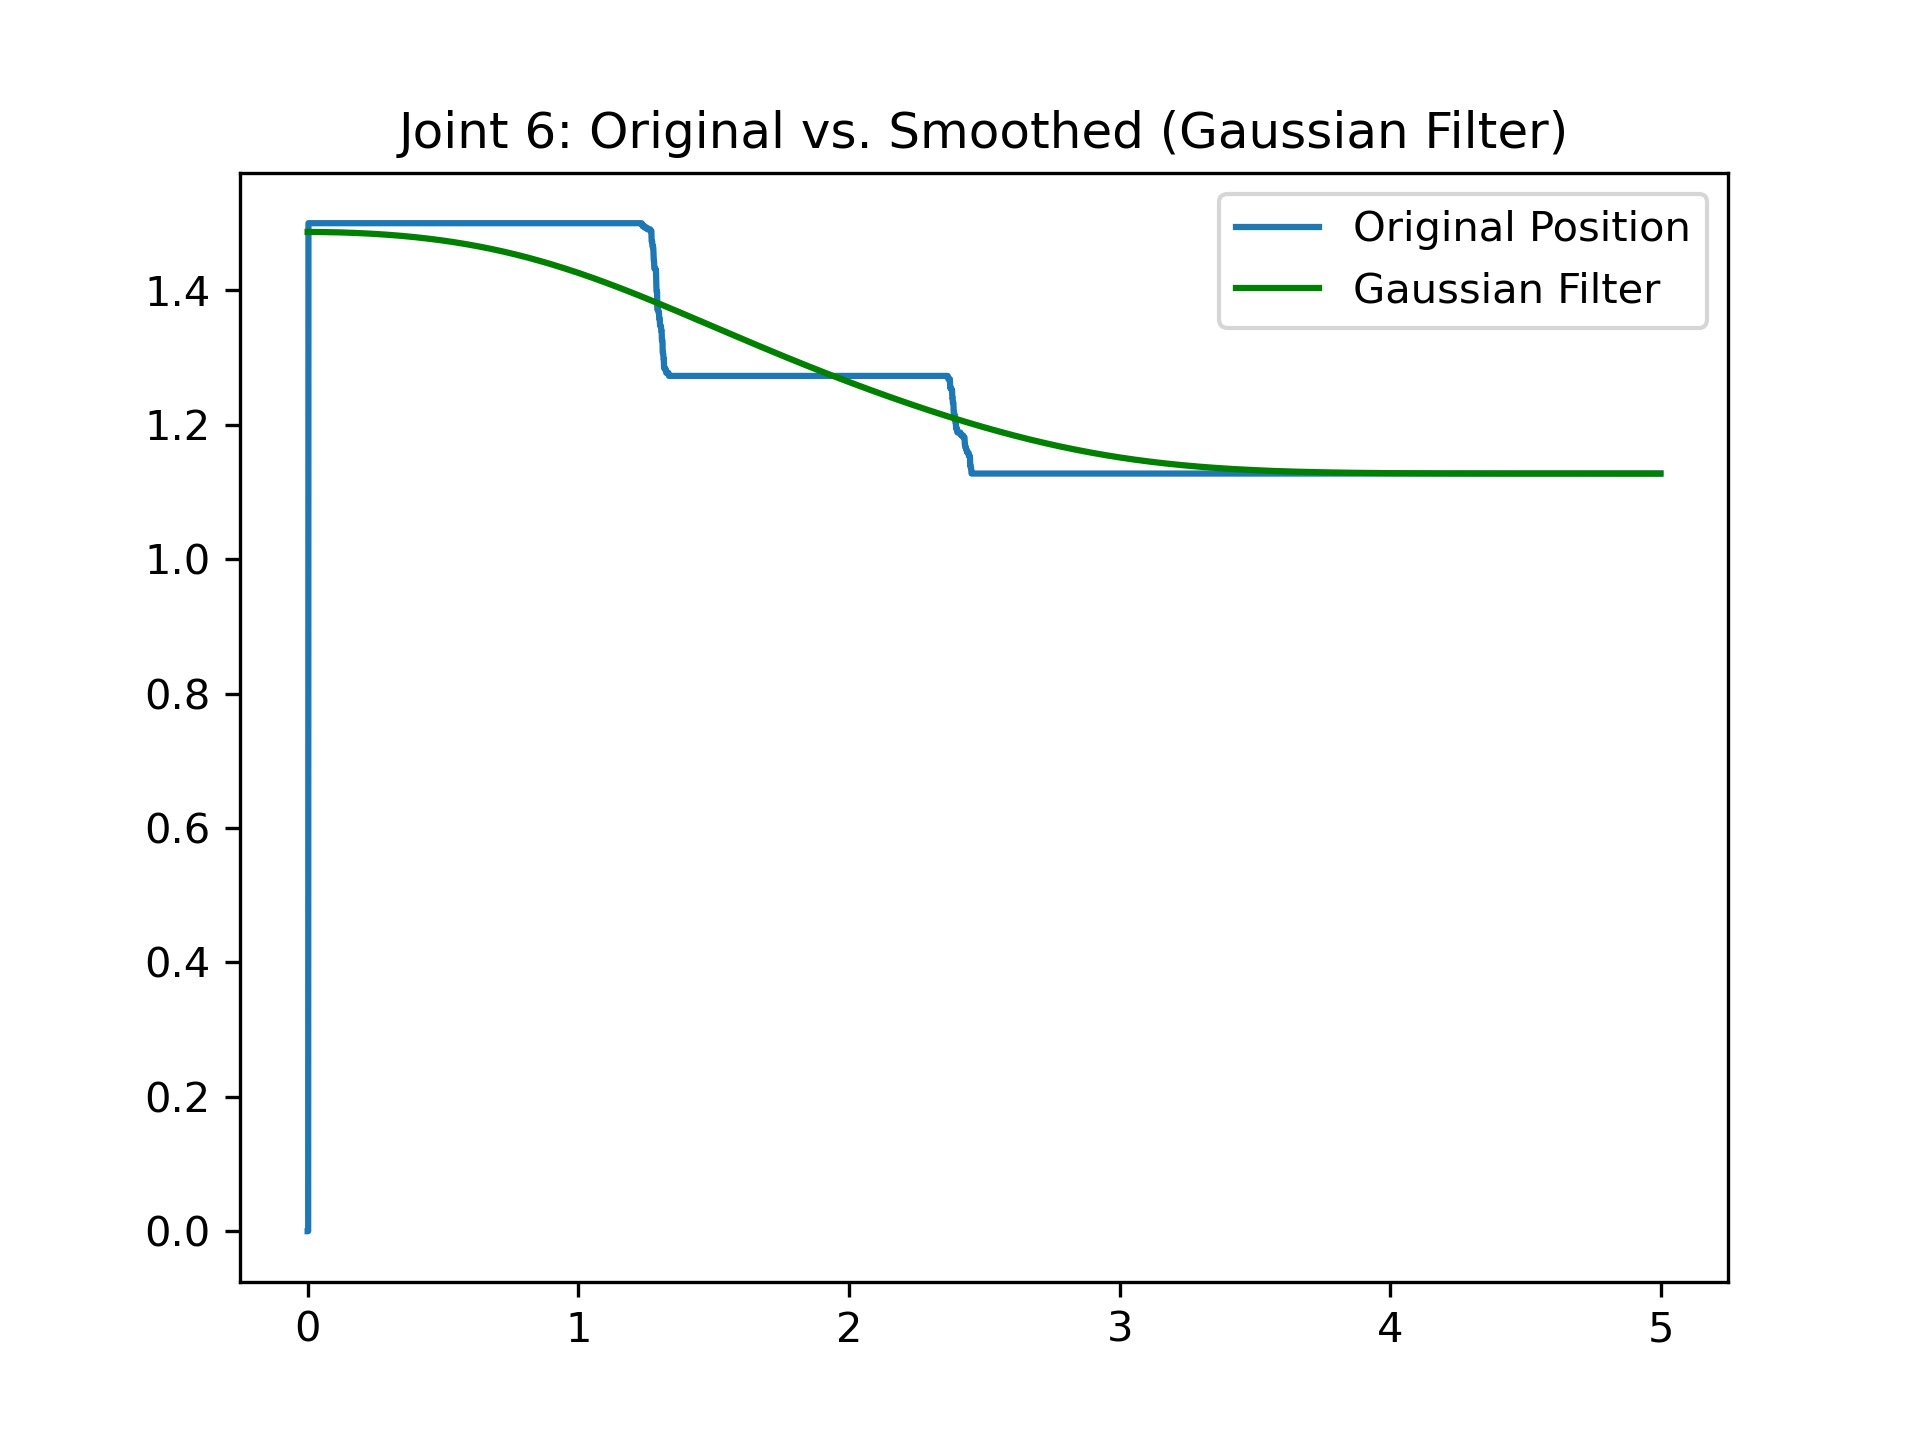 Joint 6: Original vs. Smoothed (Gaussian Filter)
Original Position
Gaussian Filter
1.4
1.2
1.0
0.8
0.6
0.4
0.2
0.0
0 1 2 3 4 5